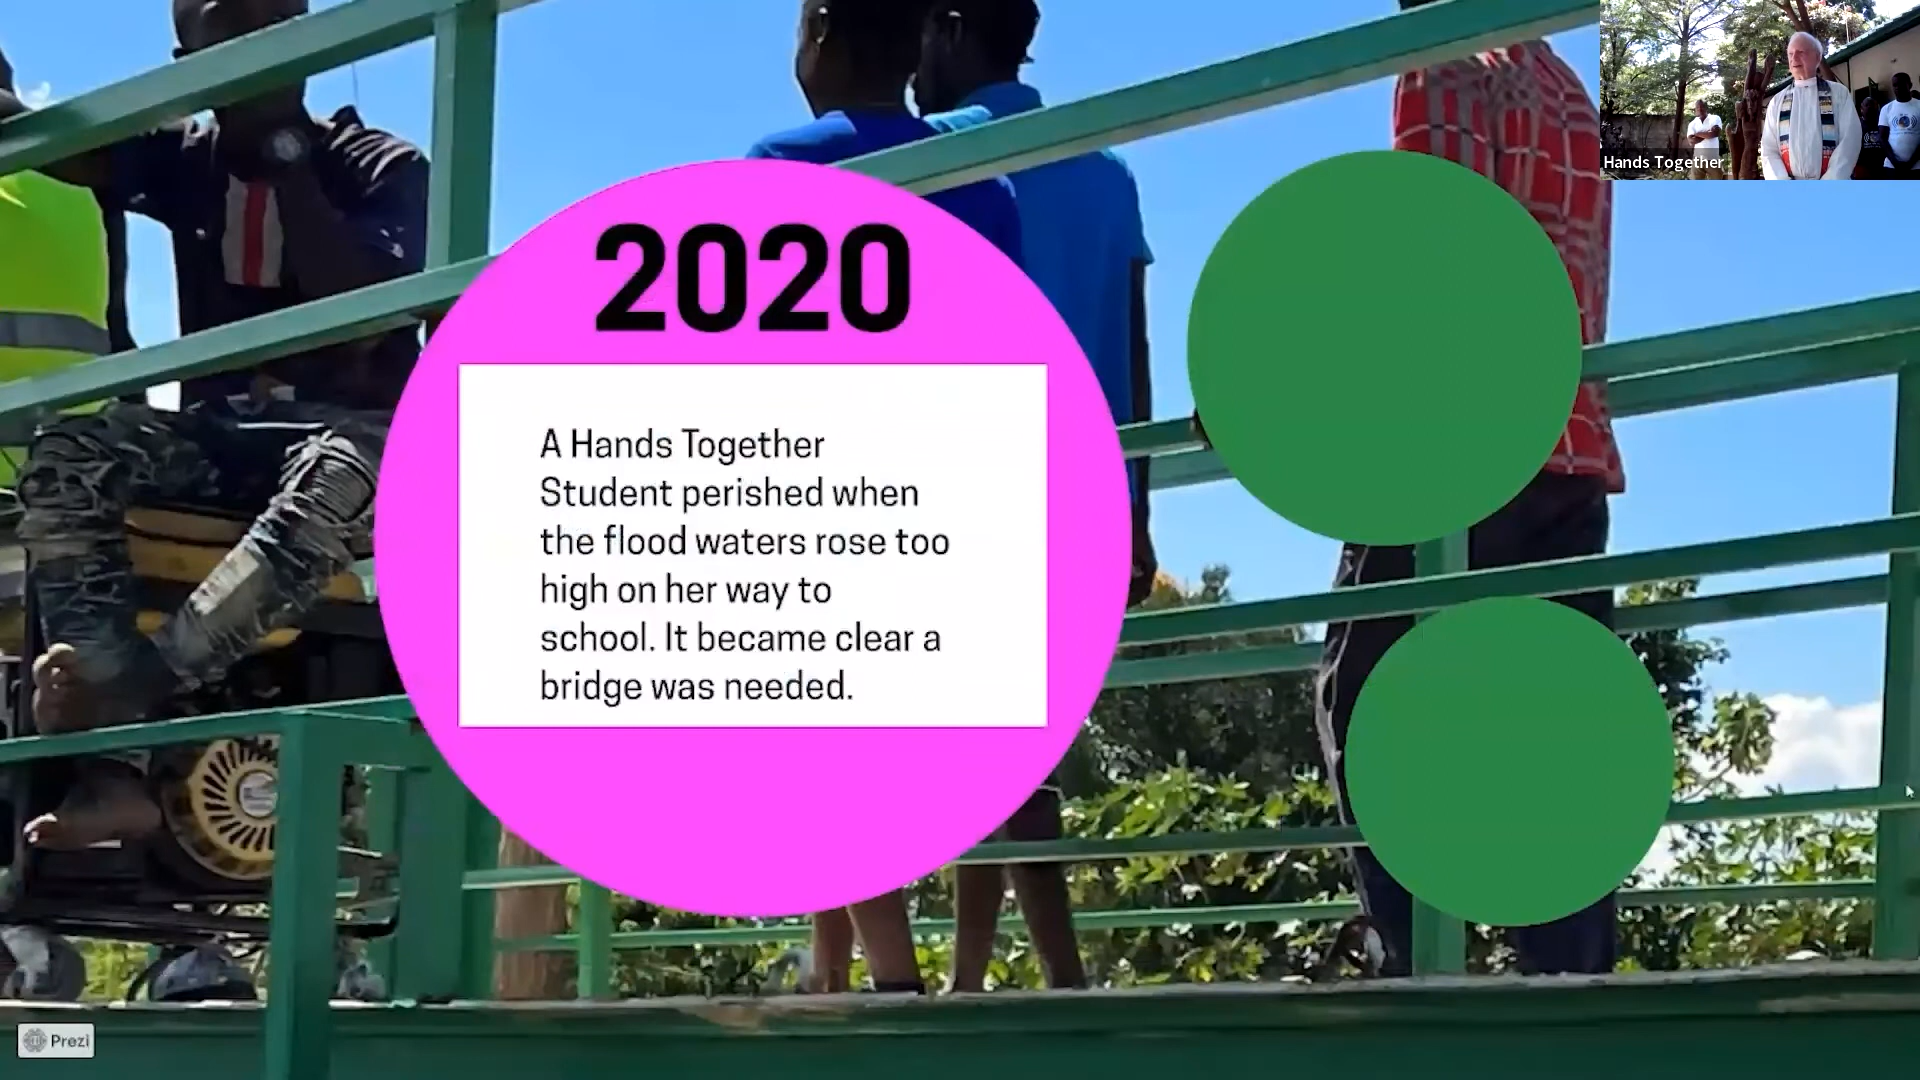 Hands Together
2020
A Hands Together
Student perished when
the flood waters rose too
high on her way to
school. It became clear a
bridge was needed.
Prezi